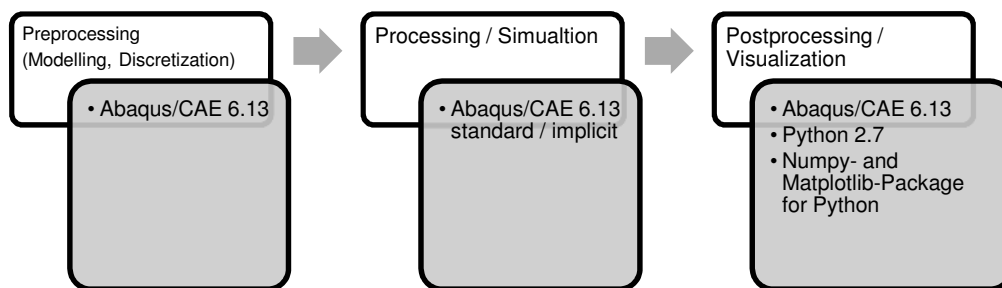 Preprocessing
(Modelling, Discretization)
• Abaqus/CAE 6.13
Processing / Simualtion
• Abaqus/CAE 6.13
standard / implicit
Postprocessing /
Visualization
• Abaqus/CAE 6.13
• Python 2.7
• Numpy- and
Matplotlib-Package
for Python